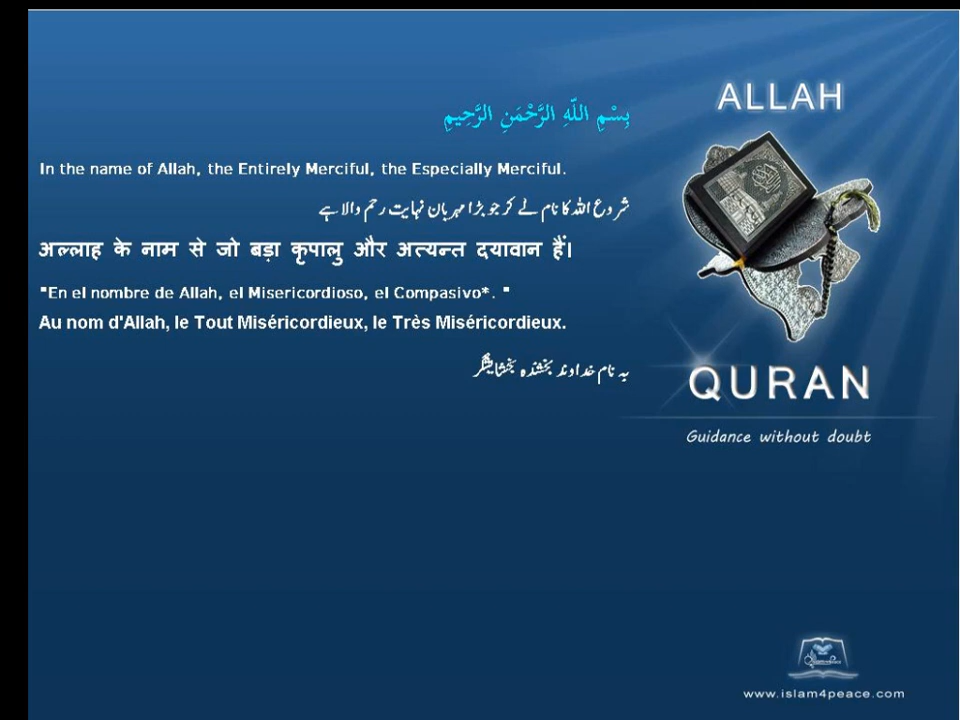 بِسْمِ اللّهِ الرَّحْمَنِ الرَّحِيمِ
In the name of Allah, the Entirely Merciful, the Especially Merciful.
شروع الله کا نام لے کر جو بڑا مہربان نہایت رحم والا ہے
अल्लाह के नाम से जो बड़ा कृपालु और अत्यन्त दयावान हैं।
"En el nombre de Allah, el Misericordioso, el Compasivo*. "
Au nom d'Allah, le Tout Miséricordieux, le Très Miséricordieux.
به نام خداوند بخشنده بخشایشگر
ALLAH
QURAN
Guidance without doubt
www.islam4peace.com